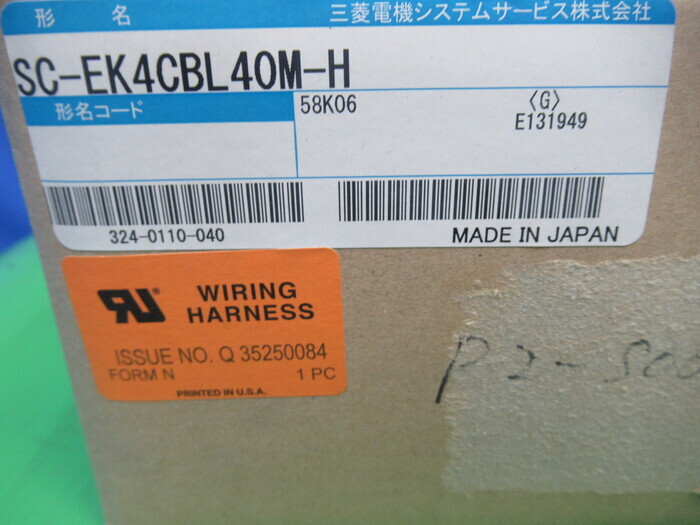 形 名 三菱電機システムサービス株式会社
SC-EK4CBL40M-H
形名コード 58K06 〈G〉
E131949
324-0110-040 MADE IN JAPAN
WIRING
HARNESS
ISSUE NO. Q 35250084
FORM N 1 PC
PRINTED IN U.S.A.